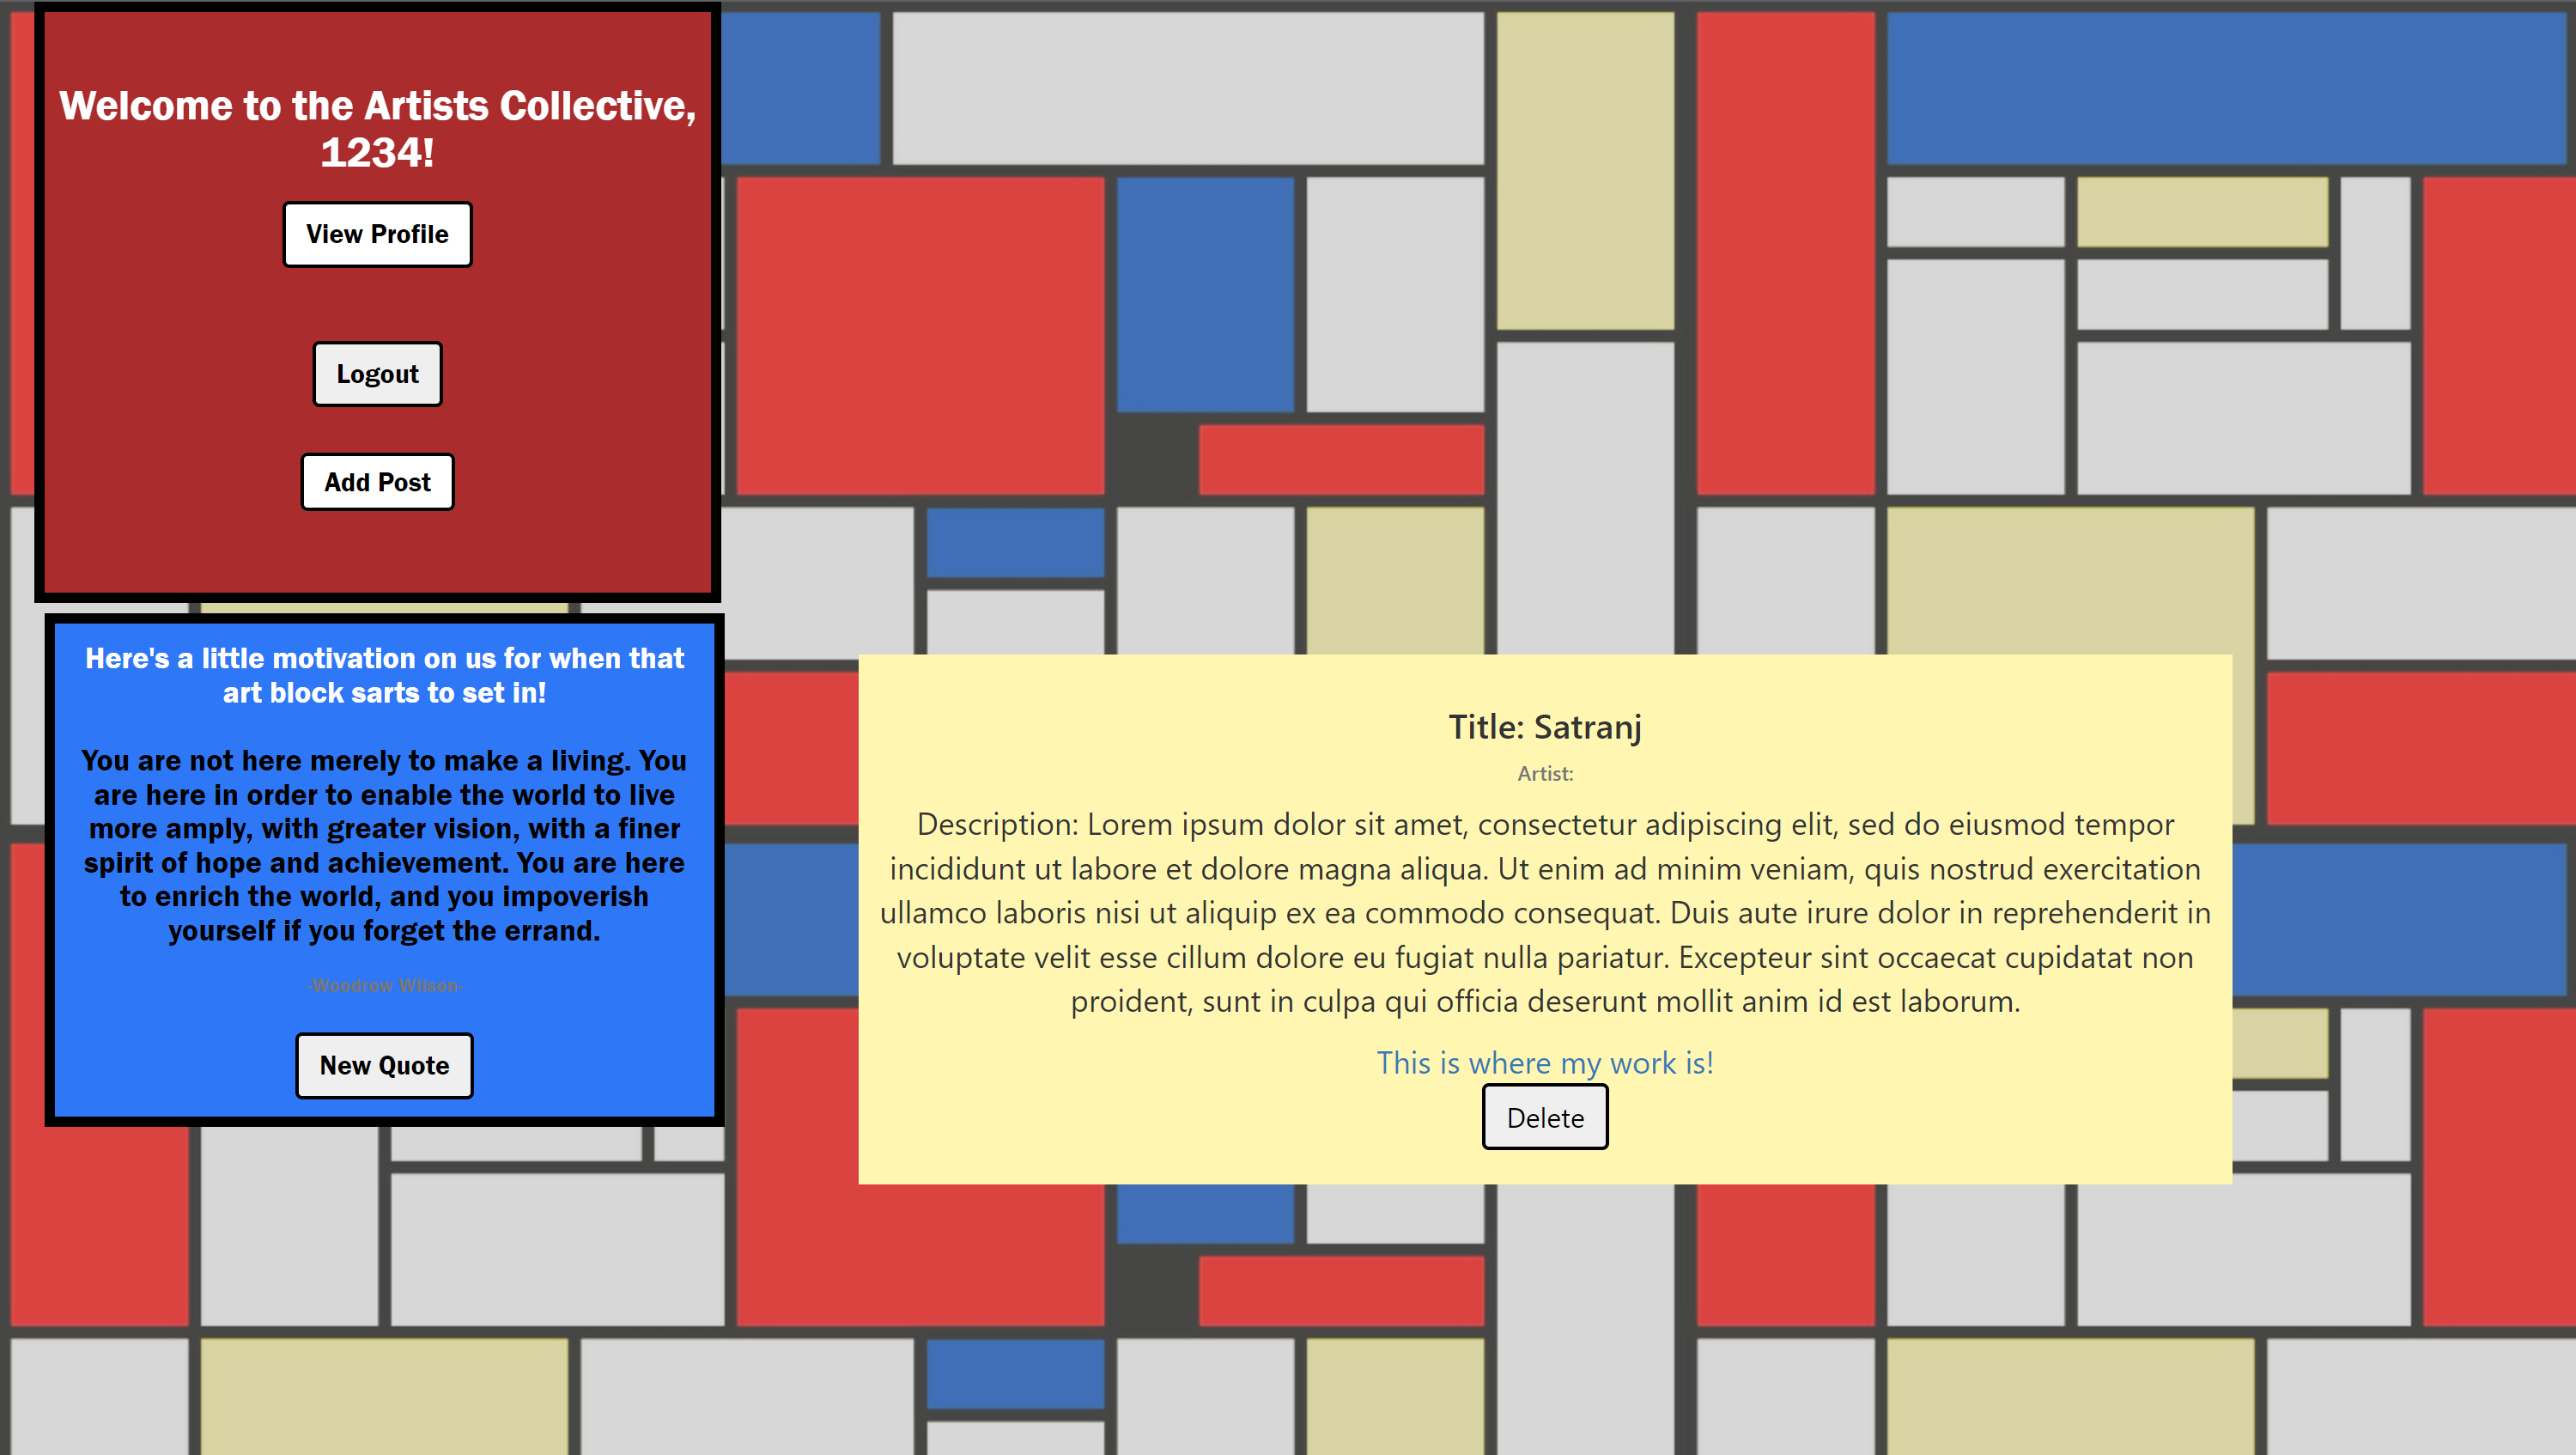 Welcome to the Artists Collective,
1234!
View Profile
Logout
Add Post
Here's a little motivation on us for when that
art block sarts to set in!
You are not here merely to make a living. You
are here in order to enable the world to live
more amply, with greater vision, with a finer
spirit of hope and achievement. You are here
to enrich the world, and you impoverish
yourself if you forget the errand.
-Woodrow Wilson-
New Quote
Title: Satranj
Artist:
Description: Lorem ipsum dolor sit amet, consectetur adipiscing elit, sed do eiusmod tempor
incididunt ut labore et dolore magna aliqua. Ut enim ad minim veniam, quis nostrud exercitation
ullamco laboris nisi ut aliquip ex ea commodo consequat. Duis aute irure dolor in reprehenderit in
voluptate velit esse cillum dolore eu fugiat nulla pariatur. Excepteur sint occaecat cupidatat non
proident, sunt in culpa qui officia deserunt mollit anim id est laborum.
This is where my work is!
Delete